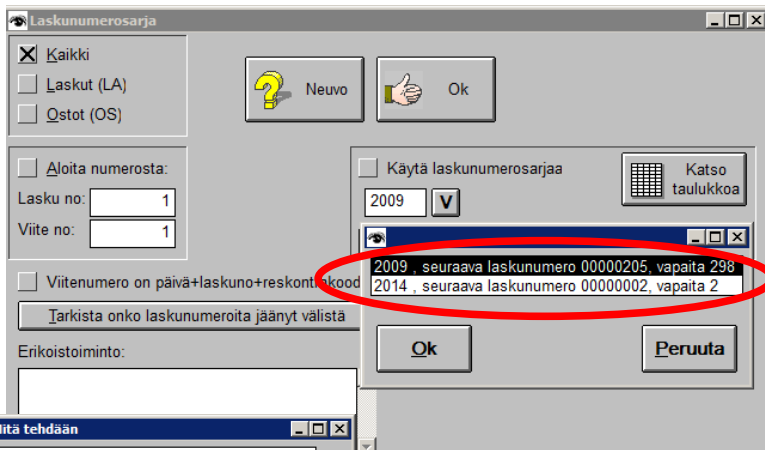 Laskunumerosarja
Kaikki
Laskut (LA)
Ostot (OS)
Neuvo
Ok
Aloita numerosta:
Lasku no: 1
Viite no: 1
Käytä laskunumerosarjaa
Katso
taulukkoa
2009 V
2009 , seuraava laskunumero 00000205, vapaita 298
2014 , seuraava laskunumero 00000002, vapaita 2
Viitenumero on päivä+laskuno+reskontrakood
Tarkista onko laskunumeroita jäänyt välistä
Ok
Peruuta
Erikoistoiminto:
litä tehdään